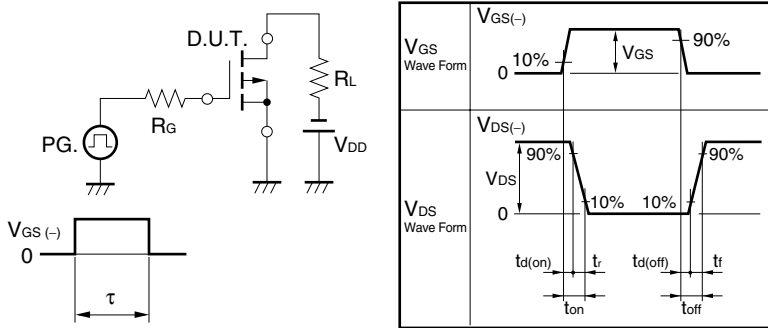 D.U.T.
RL
RG
PG.
VDD
VGS (−)
0
τ
VGS
Wave Form
VGS(−)
10%
VGS
90%
0
VDS
Wave Form
VDS(−)
90%
90%
VDS
10%
10%
0
td(on)
tr
td(off)
tf
ton
toff